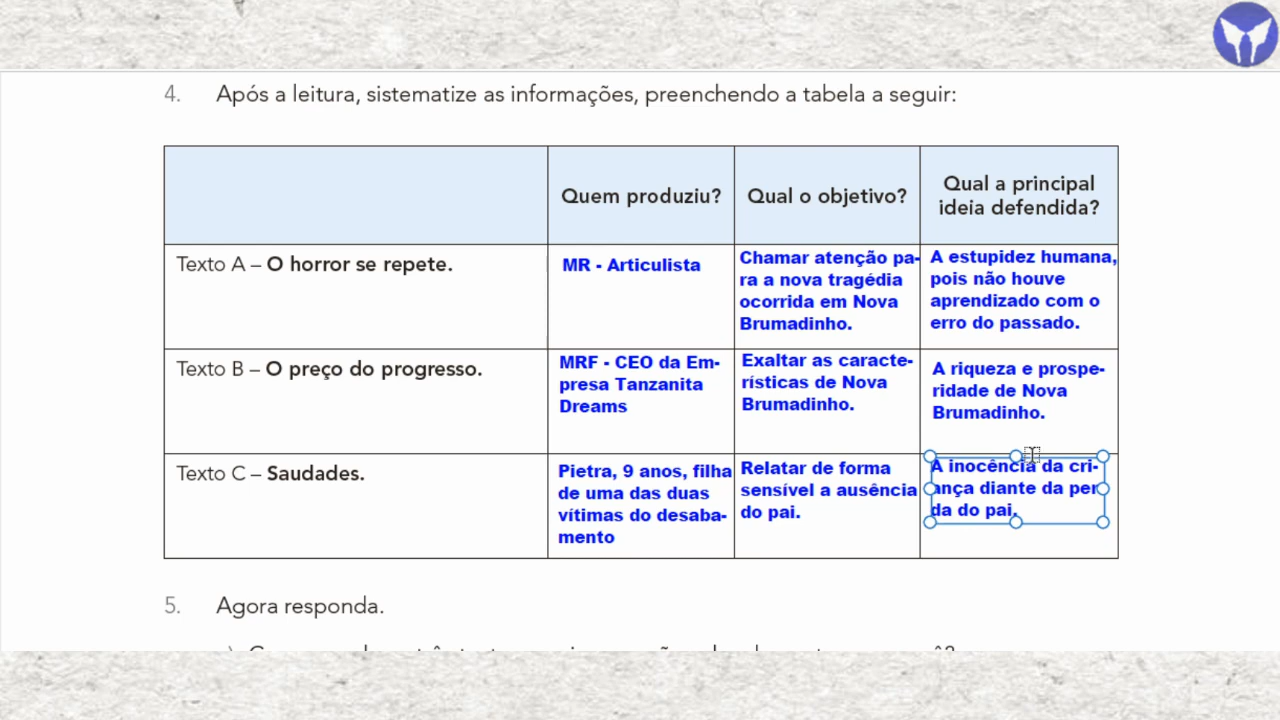 4. Após a leitura, sistematize as informações, preenchendo a tabela a seguir:
Quem produziu?
Qual o objetivo?
Qual a principal
ideia defendida?
Texto A – O horror se repete.
MR - Articulista
Chamar atenção pa-
ra a nova tragédia
ocorrida em Nova
Brumadinho.
A estupidez humana,
pois não houve
aprendizado com o
erro do passado.
Texto B – O preço do progresso.
MRF - CEO da Em-
presa Tanzanita
Dreams
Exaltar as caracte-
rísticas de Nova
Brumadinho.
A riqueza e prospe-
ridade de Nova
Brumadinho.
Texto C – Saudades.
Pietra, 9 anos, filha
de uma das duas
vítimas do desaba-
mento
Relatar de forma
sensível a ausência
do pai.
A inocência da cri-
ança diante da per
da do pai.
5. Agora responda.